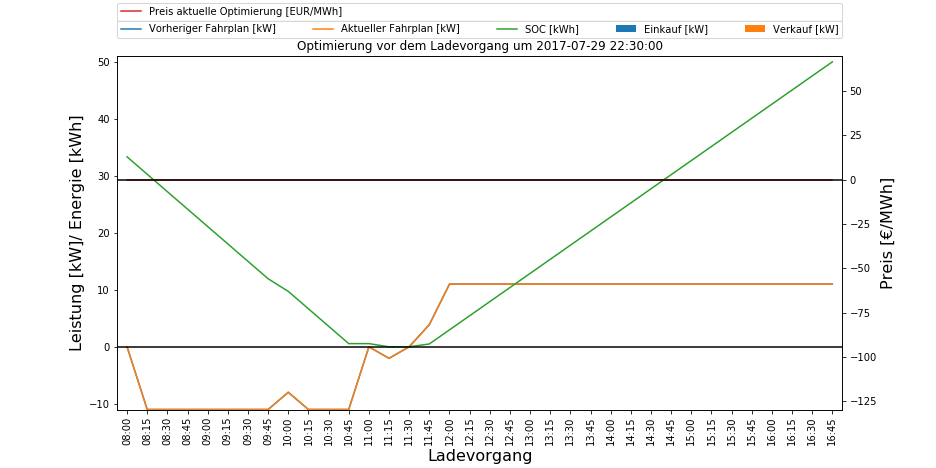 Preis aktuelle Optimierung [EUR/MWh]
Vorheriger Fahrplan [kW] Aktueller Fahrplan [kW] SOC [kWh] Einkauf [kW] Verkauf [kW]
Optimierung vor dem Ladevorgang um 2017-07-29 22:30:00
Leistung [kW]/ Energie [kWh]
50
40
30
20
10
0
−10
Preis [€/MWh]
50
25
0
−25
−50
−75
−100
−125
08:00 08:15 08:30 08:45 09:00 09:15 09:30 09:45 10:00 10:15 10:30 10:45 11:00 11:15 11:30 11:45 12:00 12:15 12:30 12:45 13:00 13:15 13:30 13:45 14:00 14:15 14:30 14:45 15:00 15:15 15:30 15:45 16:00 16:15 16:30 16:45
Ladevorgang